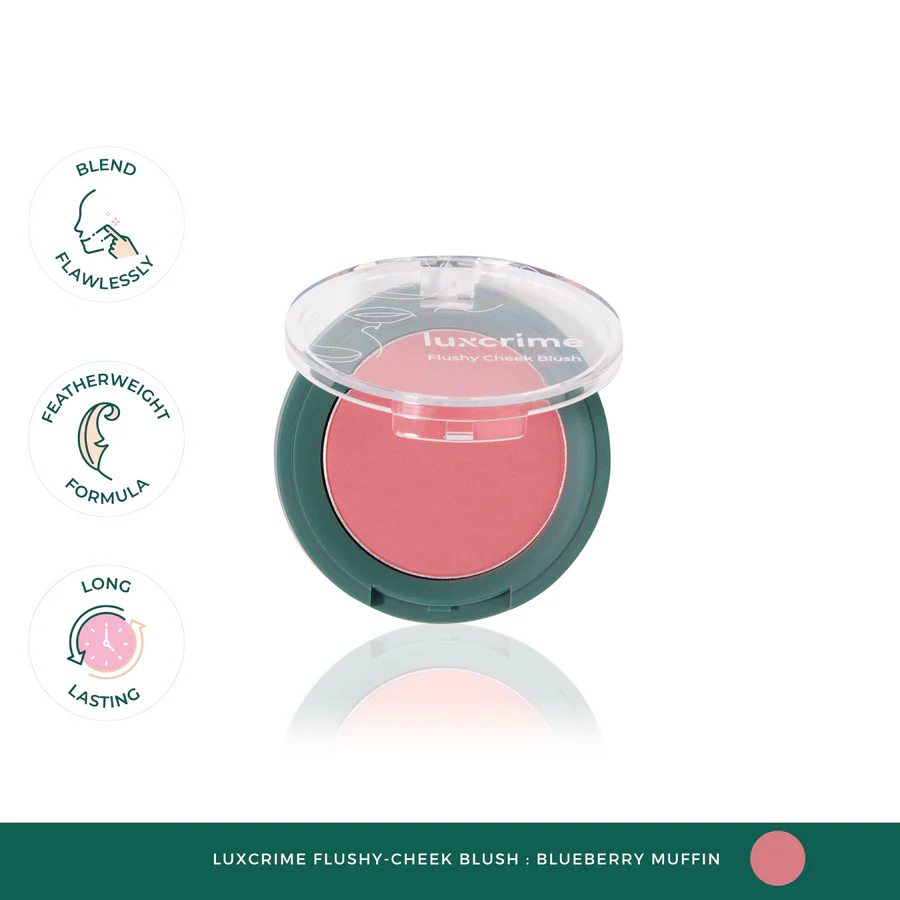 BLEND
FLAWLESSLY
FEATHERWEIGHT
FORMULA
LONG
LASTING
luxcrime
Flushy Cheek Blush
LUXCRIME FLUSHY-CHEEK BLUSH : BLUEBERRY MUFFIN